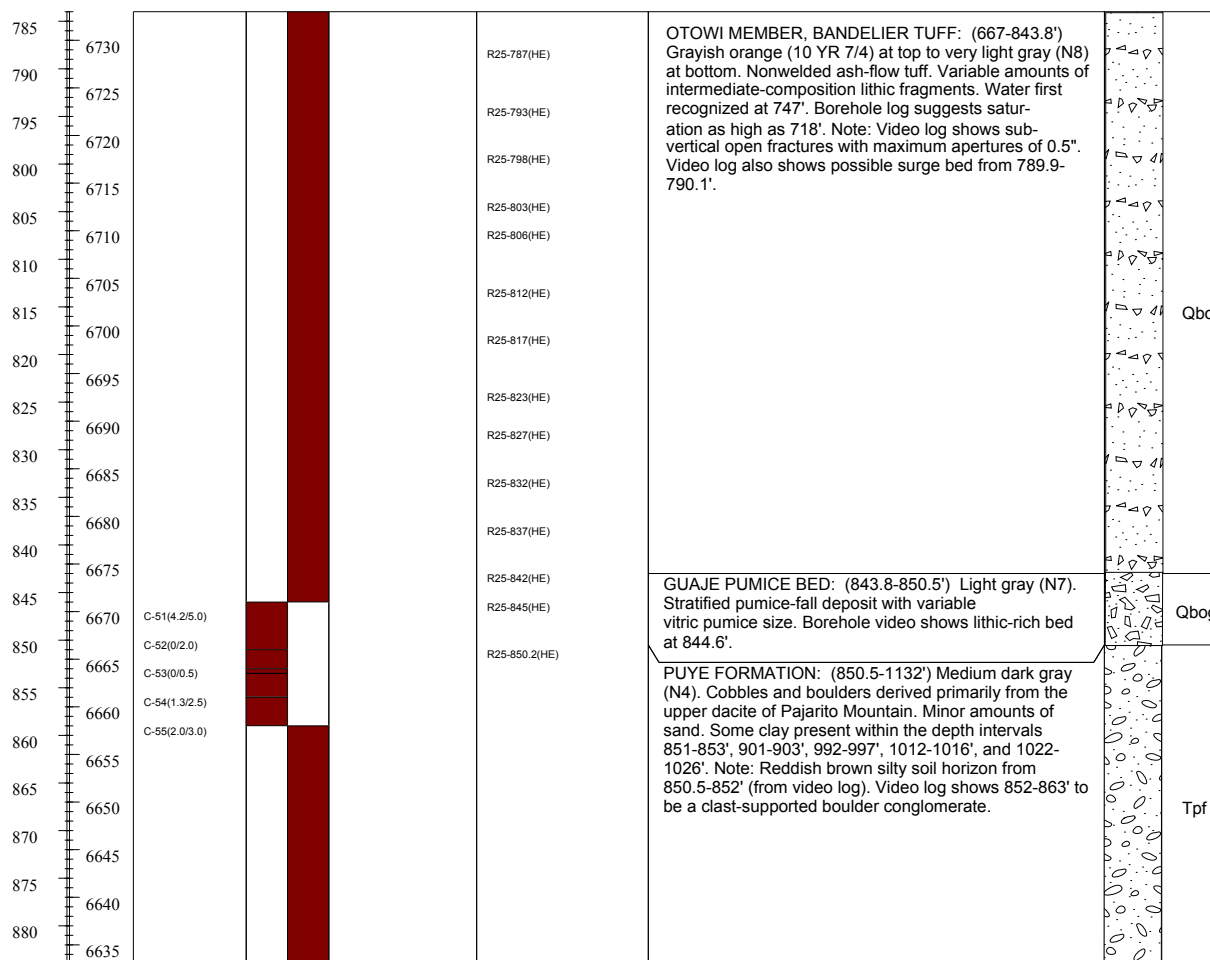 785
790
795
800
805
810
815
820
825
830
835
840
845
850
855
860
865
870
875
880
6730
6725
6720
6715
6710
6705
6700
6695
6690
6685
6680
6675
6670
6665
6660
6655
6650
6645
6640
6635
C-51(4.2/5.0)
C-52(0/2.0)
C-53(0/0.5)
C-54(1.3/2.5)
C-55(2.0/3.0)
R25-787(HE)
R25-793(HE)
R25-798(HE)
R25-803(HE)
R25-806(HE)
R25-812(HE)
R25-817(HE)
R25-823(HE)
R25-827(HE)
R25-832(HE)
R25-837(HE)
R25-842(HE)
R25-845(HE)
R25-850.2(HE)
OTOWI MEMBER, BANDELIER TUFF: (667-843.8')
Grayish orange (10 YR 7/4) at top to very light gray (N8)
at bottom. Nonwelded ash-flow tuff. Variable amounts of
intermediate-composition lithic fragments. Water first
recognized at 747'. Borehole log suggests satur-
ation as high as 718'. Note: Video log shows sub-
vertical open fractures with maximum apertures of 0.5".
Video log also shows possible surge bed from 789.9-
790.1'.
GUAJE PUMICE BED: (843.8-850.5') Light gray (N7).
Stratified pumice-fall deposit with variable
vitric pumice size. Borehole video shows lithic-rich bed
at 844.6'.
PUYE FORMATION: (850.5-1132') Medium dark gray
(N4). Cobbles and boulders derived primarily from the
upper dacite of Pajarito Mountain. Minor amounts of
sand. Some clay present within the depth intervals
851-853', 901-903', 992-997', 1012-1016', and 1022-
1026'. Note: Reddish brown silty soil horizon from
850.5-852' (from video log). Video log shows 852-863' to
be a clast-supported boulder conglomerate.
Qbo
Qbog
Tpf